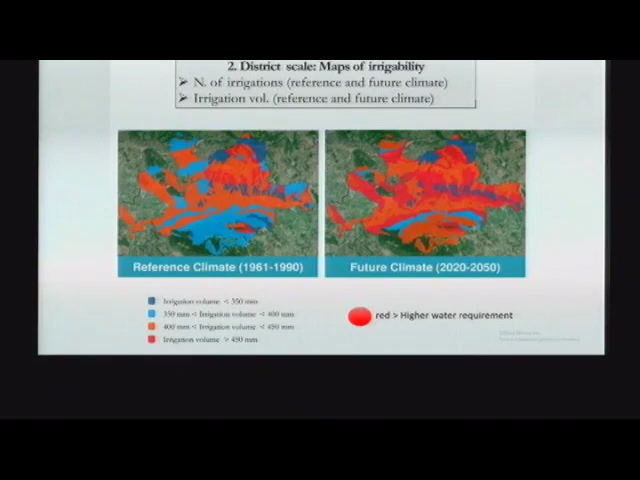 2. District scale: Maps of irrigability
➢ N. of irrigations (reference and future climate)
➢ Irrigation vol. (reference and future climate)
Reference Climate (1961-1990)
Future Climate (2020-2050)
Irrigation volume < 350 mm
350 mm < Irrigation volume < 400 mm
400 mm < Irrigation volume < 450 mm
Irrigation volume > 450 mm
red > Higher water requirement